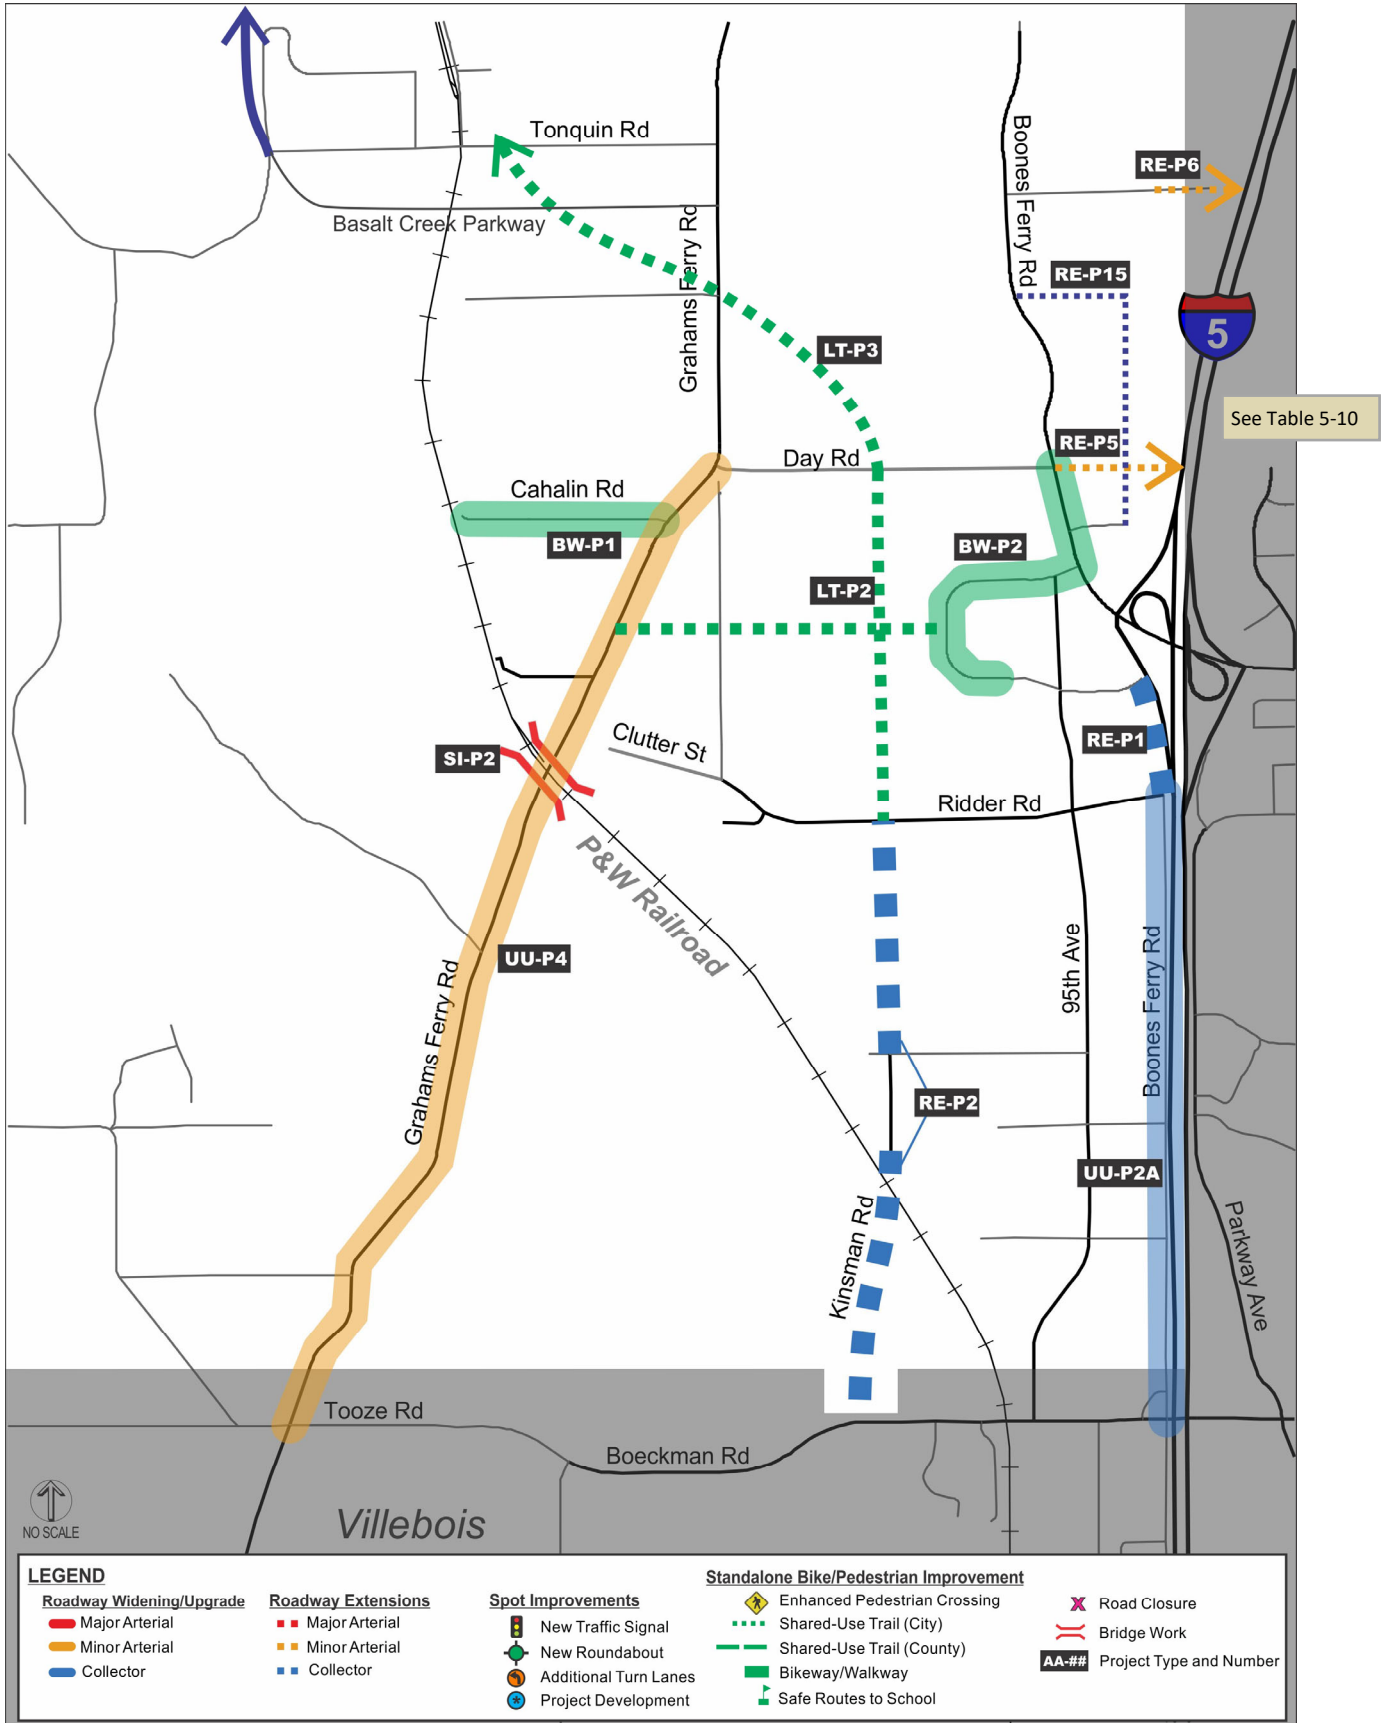 Tonquin Rd
Boones Ferry Rd
RE-P6
Basalt Creek Parkway
Grahams Ferry Rd
RE-P15
5
LT-P3
See Table 5-10
RE-P5
Day Rd
Cahalin Rd
BW-P1
BW-P2
LT-P2
Clutter St
SI-P2
RE-P1
Ridder Rd
P&W Railroad
UU-P4
95th Ave
Boones Ferry Rd
Grahams Ferry Rd
RE-P2
UU-P2A
Kinsman Rd
Parkway Ave
Tooze Rd
Boeckman Rd
Villebois
NO SCALE
LEGEND
Roadway Widening/Upgrade
Major Arterial
Minor Arterial
Collector
Roadway Extensions
Major Arterial
Minor Arterial
Collector
Spot Improvements
New Traffic Signal
New Roundabout
Additional Turn Lanes
Project Development
Standalone Bike/Pedestrian Improvement
Enhanced Pedestrian Crossing
Shared-Use Trail (City)
Shared-Use Trail (County)
Bikeway/Walkway
Safe Routes to School
Road Closure
Bridge Work
AA-## Project Type and Number